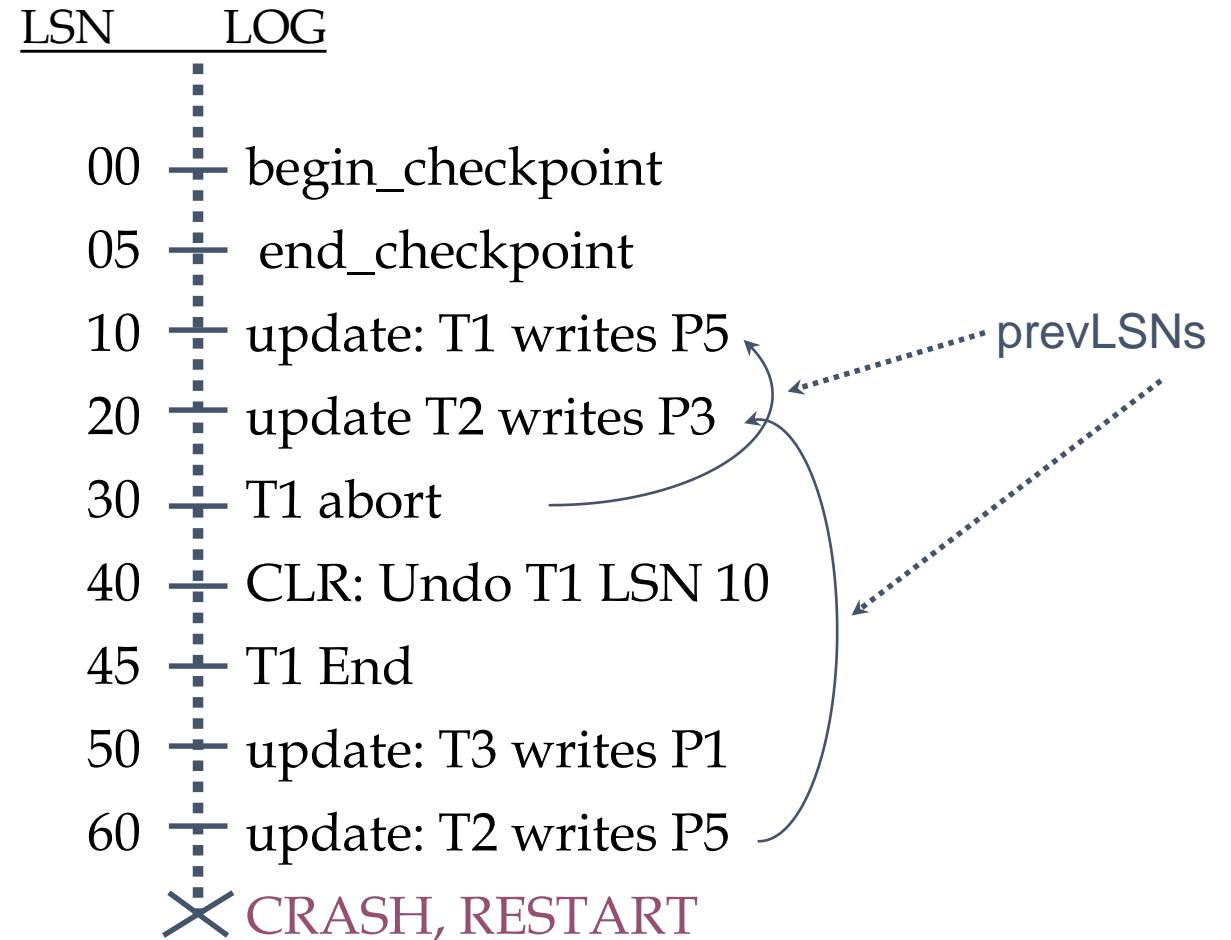 LSN LOG
00 begin_checkpoint
05 end_checkpoint
10 update: T1 writes P5
prevLSNs
20 update T2 writes P3
30 T1 abort
40 CLR: Undo T1 LSN 10
45 T1 End
50 update: T3 writes P1
60 update: T2 writes P5
CRASH, RESTART